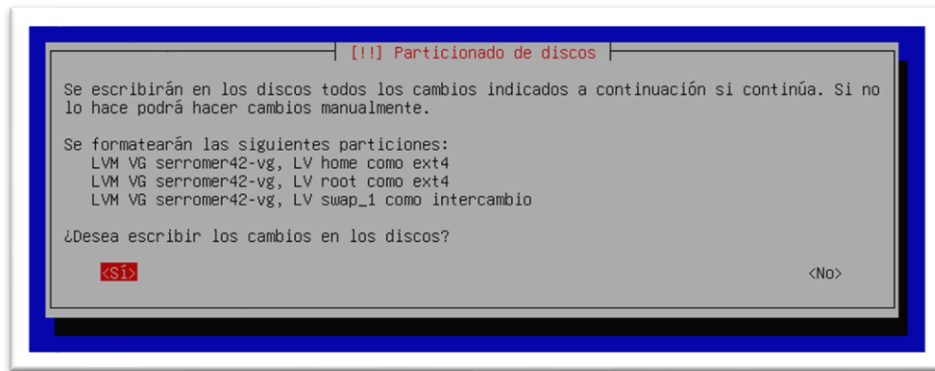 [!!] Particionado de discos
Se escribirán en los discos todos los cambios indicados a continuación si continúa. Si no
lo hace podrá hacer cambios manualmente.
Se formatearán las siguientes particiones:
LVM VG serromer42-vg, LV home como ext4
LVM VG serromer42-vg, LV root como ext4
LVM VG serromer42-vg, LV swap_1 como intercambio
¿Desea escribir los cambios en los discos?
<Sí> <No>